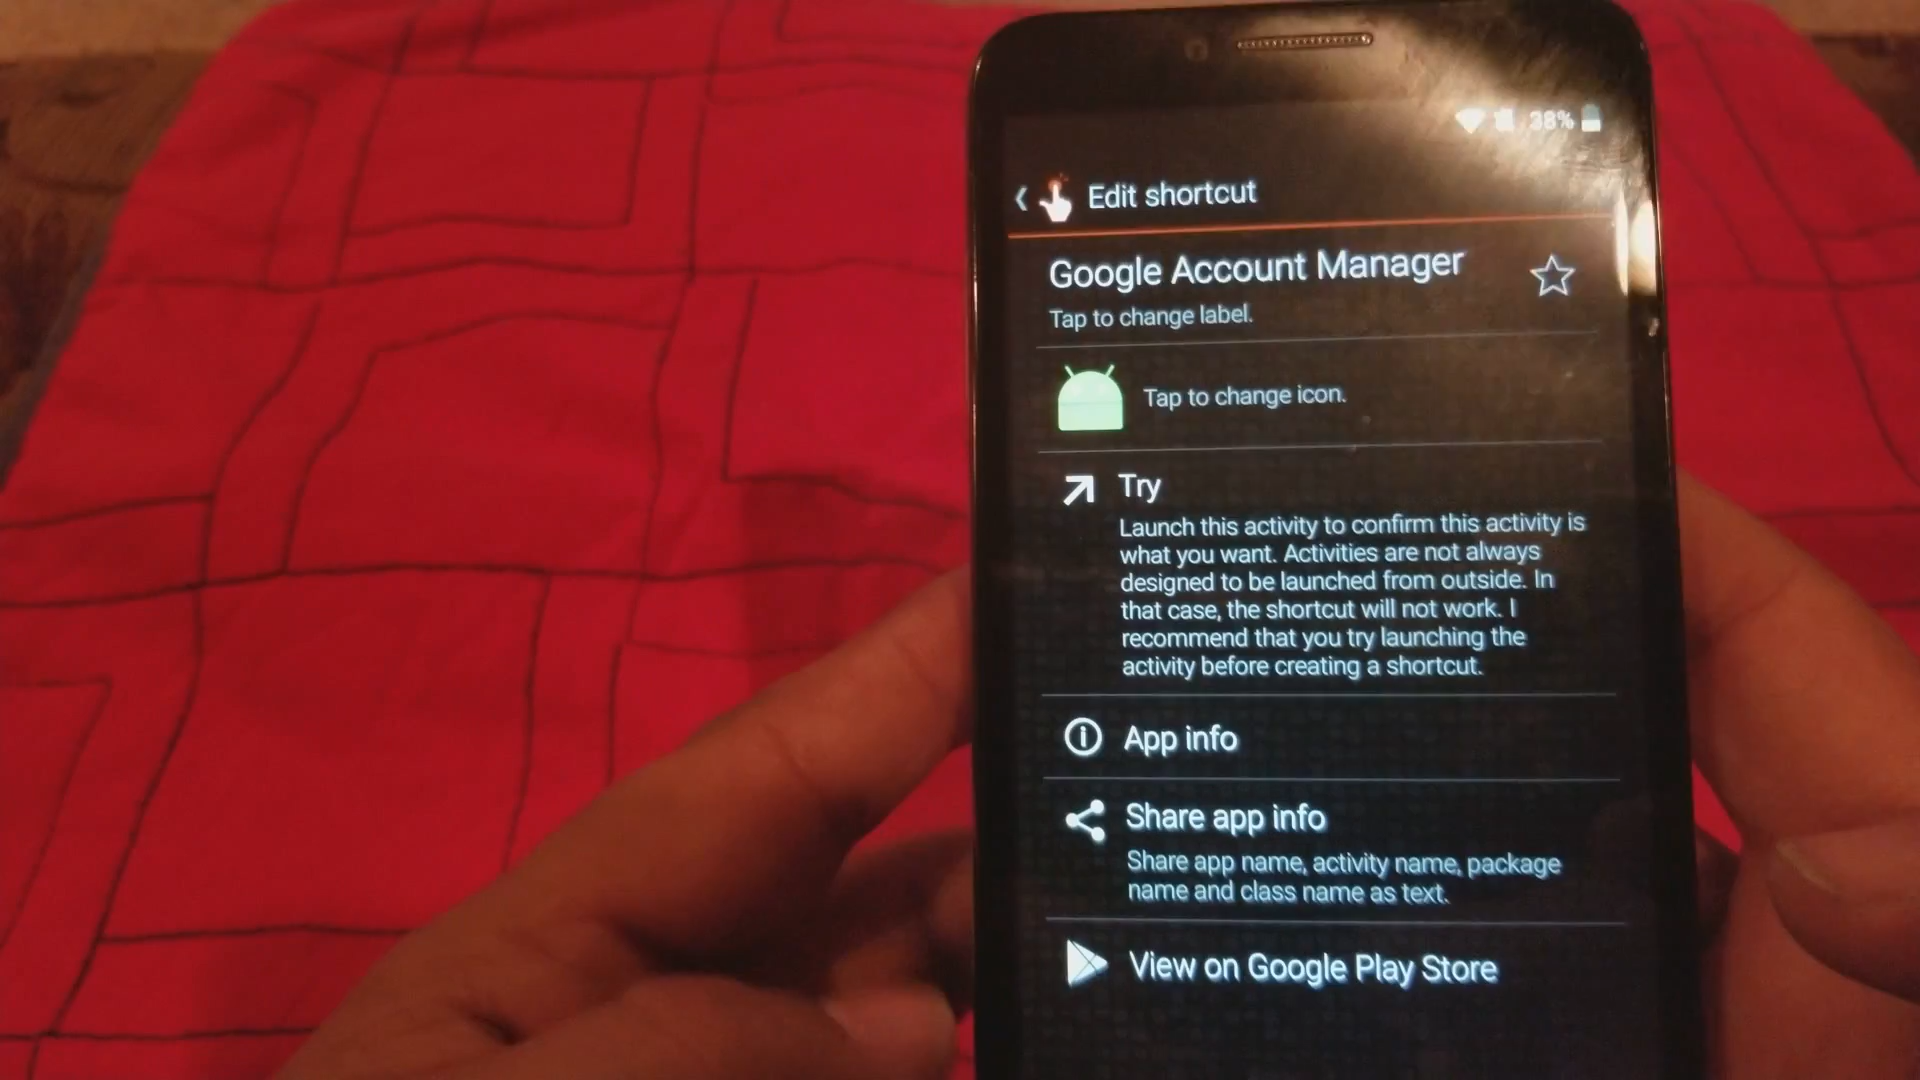 38%
Edit shortcut
Google Account Manager
Tap to change label.
Tap to change icon.
Try
Launch this activity to confirm this activity is
what you want. Activities are not always
designed to be launched from outside. In
that case, the shortcut will not work. I
recommend that you try launching the
activity before creating a shortcut.
App info
Share app info
Share app name, activity name, package
name and class name as text.
View on Google Play Store